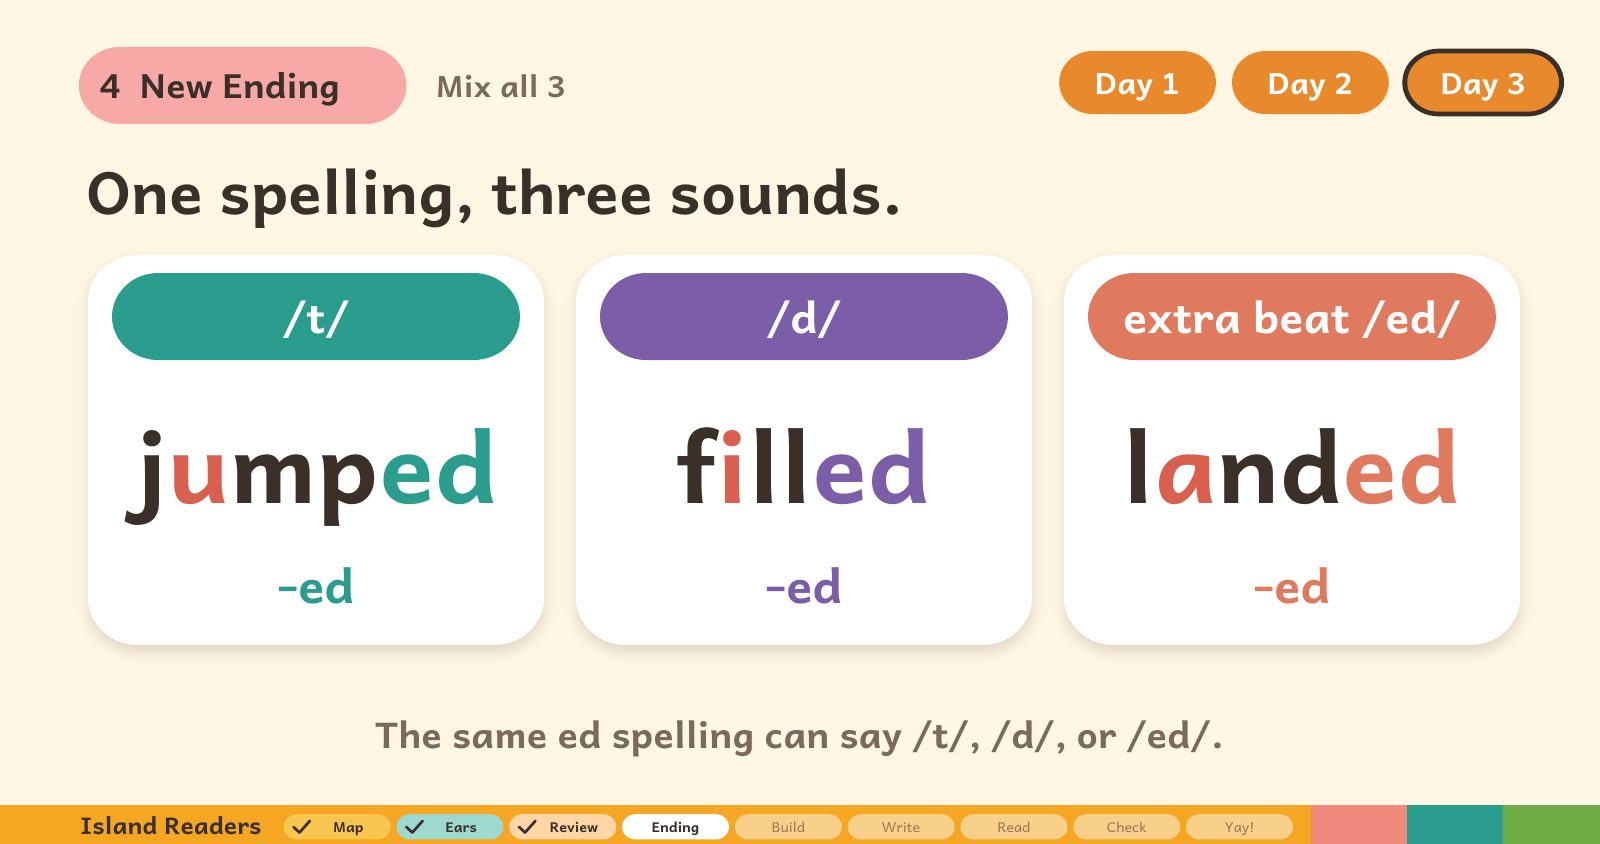 4 New Ending
Mix all 3
Day 1
Day 2
Day 3
One spelling, three sounds.
/t/
jumped
-ed
/d/
filled
-ed
extra beat /ed/
landed
-ed
The same ed spelling can say /t/, /d/, or /ed/.
Island Readers
Map
Ears
Review
Ending
Build
Write
Read
Check
Yay!